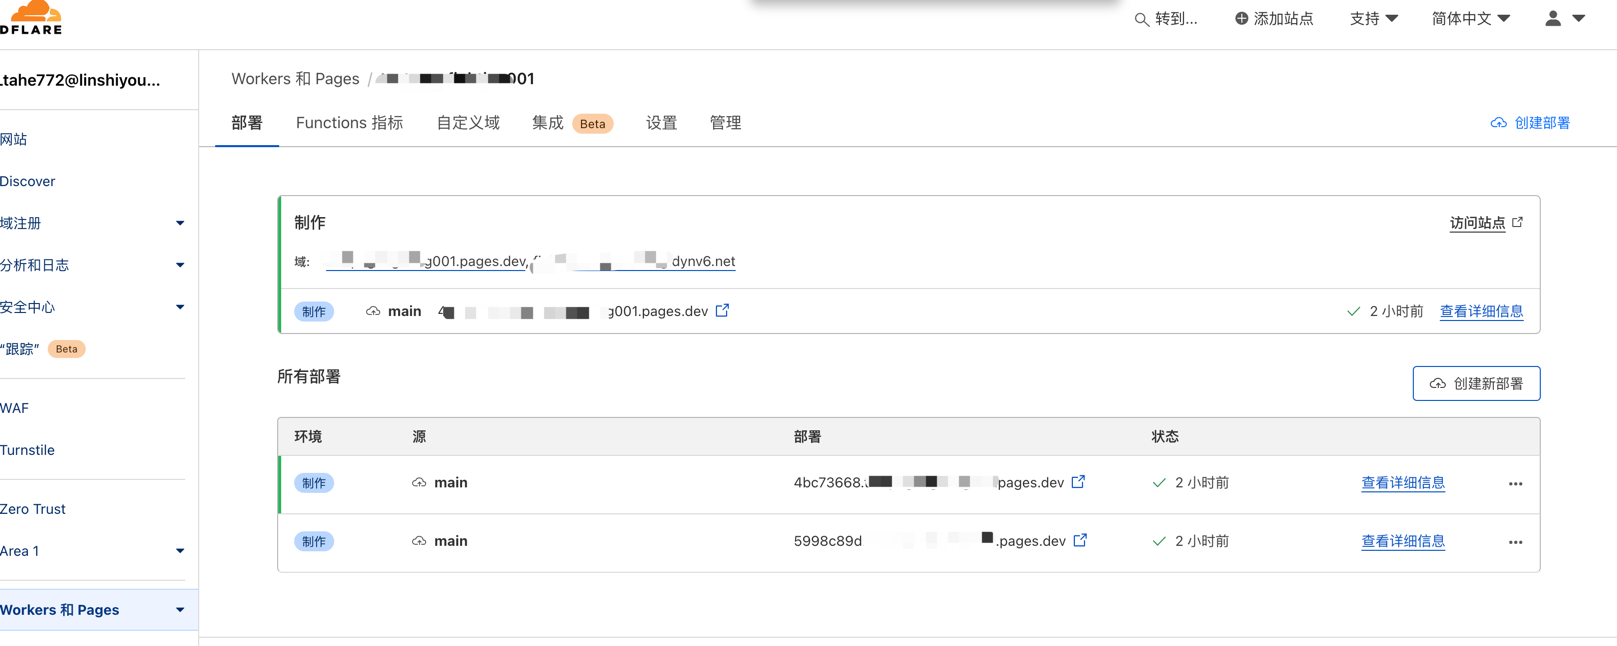 DFLARE
转到...
添加站点
支持
简体中文
.tahe772@linshiyou...
网站
Discover
域注册
分析和日志
安全中心
“跟踪” Beta
WAF
Turnstile
Zero Trust
Area 1
Workers 和 Pages
Workers 和 Pages / 001
部署 Functions 指标 自定义域 集成 Beta 设置 管理
创建部署
制作
访问站点
域: g001.pages.dev, dynv6.net
制作 main g001.pages.dev 2 小时前 查看详细信息
所有部署
创建新部署
环境 源 部署 状态
制作 main 4bc73668. pages.dev 2 小时前 查看详细信息 ...
制作 main 5998c89d .pages.dev 2 小时前 查看详细信息 ...